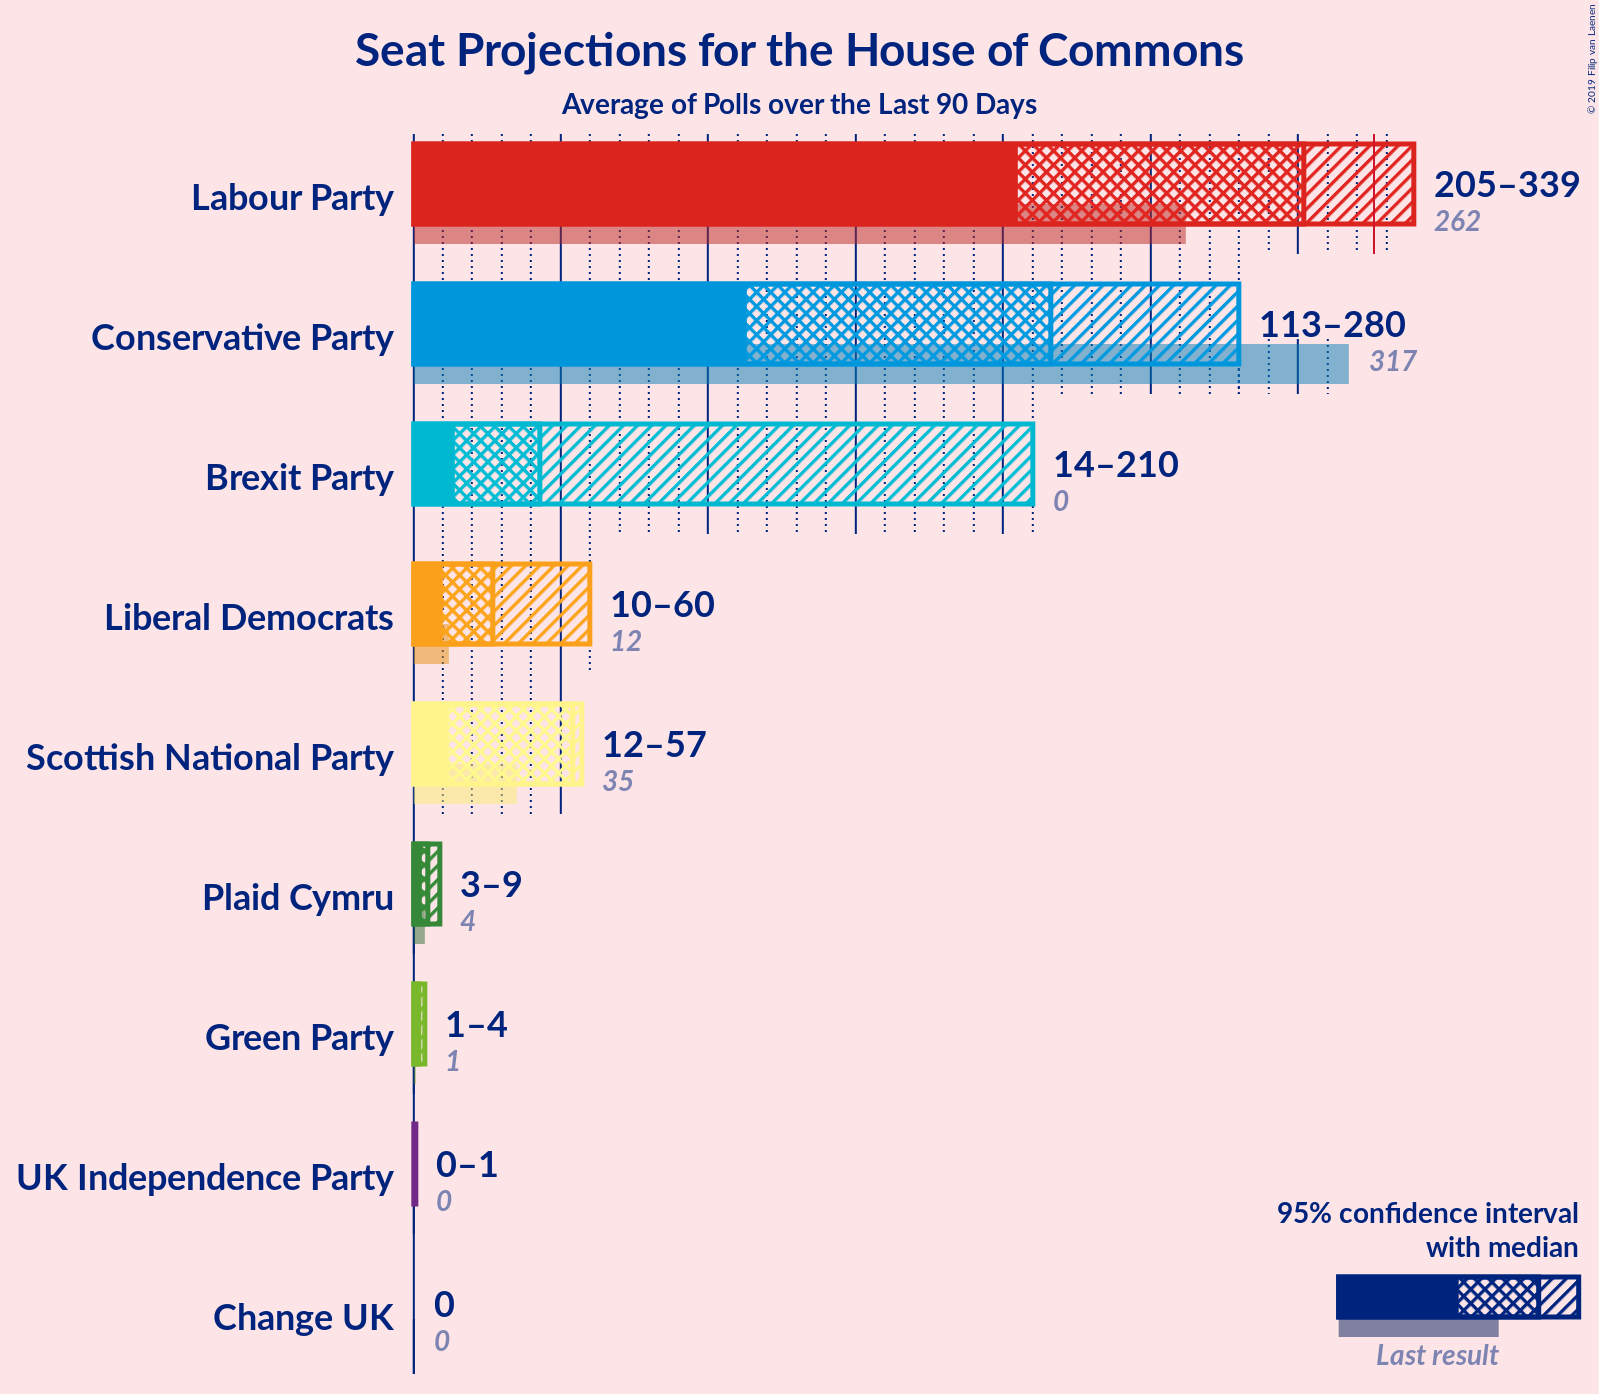 Seat Projections for the House of Commons
Average of Polls over the Last 90 Days
© 2019 Filip van Laenen
Labour Party
205–339
262
Conservative Party
113–280
317
Brexit Party
14–210
0
Liberal Democrats
10–60
12
Scottish National Party
12–57
35
Plaid Cymru
3–9
4
Green Party
1–4
1
UK Independence Party
0–1
0
Change UK
0
0
95% confidence interval
with median
Last result